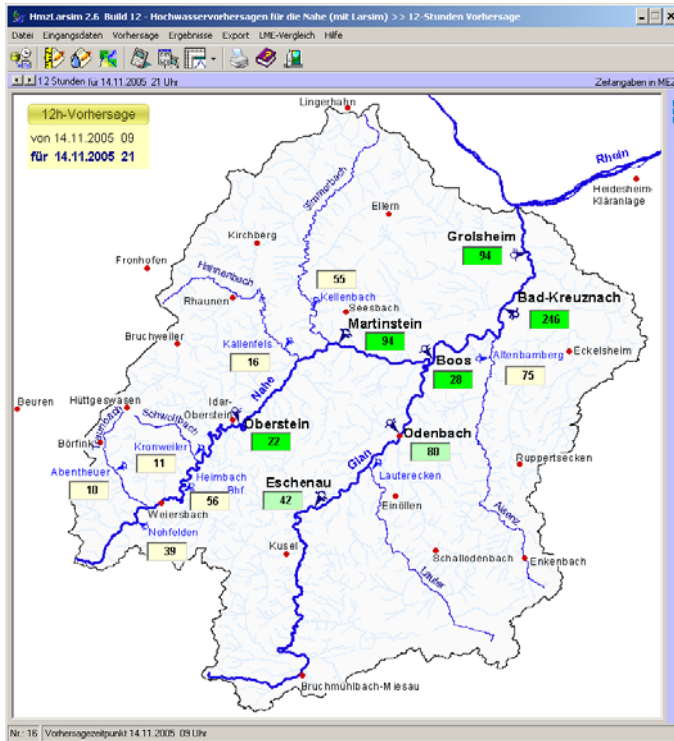 HmzLarsim 2.6 Build 12 - Hochwasservorhersagen für die Nahe (mit Larsim) >> 12-Stunden Vorhersage
Datei Eingangsdaten Vorhersage Ergebnisse Export LME-Vergleich Hilfe
12 Stunden für 14.11.2005 21 Uhr
Zeitangaben in MEZ
12h-Vorhersage
von 14.11.2005 09
für 14.11.2005 21
Lingerhahn
Rhein
Heidesheim-
Kläranlage
Simmerbach
Ellern
Kirchberg
Grolsheim
94
Fronhofen
Hahnenbach
55
Kellenbach
Rhaunen
Seesbach
Bad-Kreuznach
246
Martinstein
94
Bruchweiler
Kallenfels
16
Boos
28
Altenbamberg
75
Eckelsheim
Nahe
Beuren
Hüttgeswasen
Idar-
Oberstein
Oberstein
22
Traunbach
Schwollbach
Börfink
Kronweiler
11
Odenbach
80
Glan
Abentheuer
10
Heimbach
Bhf.
56
Eschenau
42
Lauterecken
Ruppertsecken
Weiersbach
Einöllen
Alsenz
Nohfelden
39
Kusel
Schallodenbach
Enkenbach
Lauter
Bruchmühlbach-Miesau
Nr.: 16 Vorhersagezeitpunkt 14.11.2005 09 Uhr